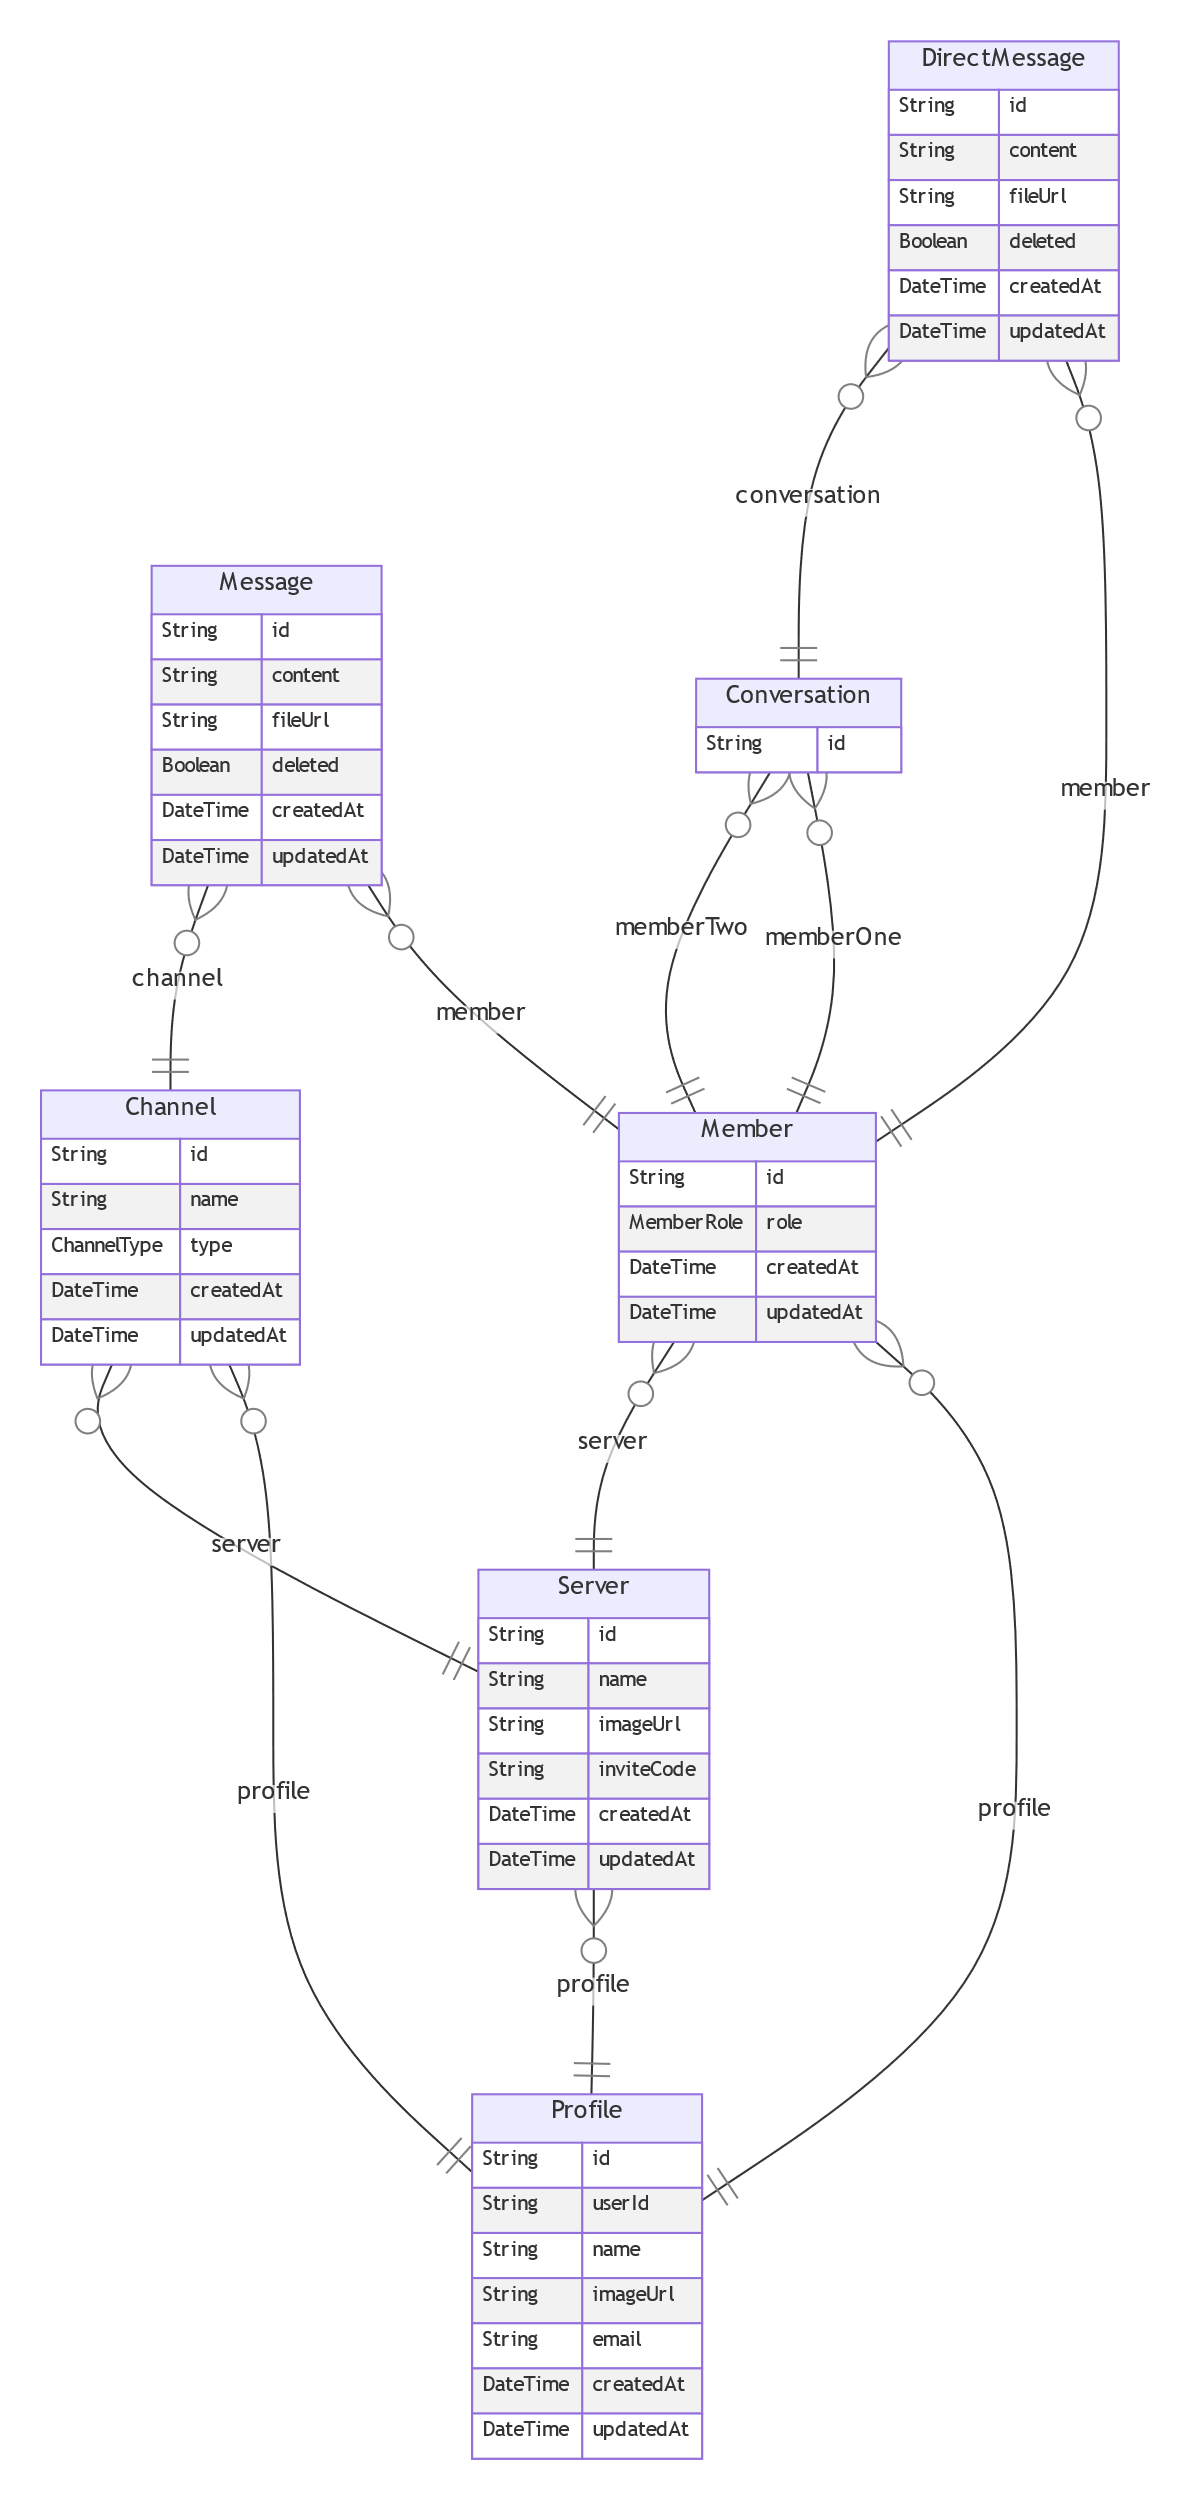 DirectMessage
String id
String content
String fileUrl
Boolean deleted
DateTime createdAt
DateTime updatedAt
conversation
Message
String id
String content
String fileUrl
Boolean deleted
DateTime createdAt
DateTime updatedAt
Conversation
String id
member
memberTwo
memberOne
channel
member
Channel
String id
String name
ChannelType type
DateTime createdAt
DateTime updatedAt
Member
String id
MemberRole role
DateTime createdAt
DateTime updatedAt
server
server
Server
String id
String name
String imageUrl
String inviteCode
DateTime createdAt
DateTime updatedAt
profile
profile
profile
Profile
String id
String userId
String name
String imageUrl
String email
DateTime createdAt
DateTime updatedAt